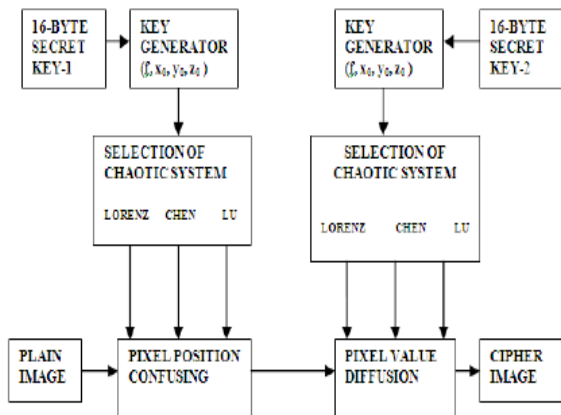 16-BYTE
SECRET
KEY-1
KEY
GENERATOR
(f, x₀, y₀, z₀ )
KEY
GENERATOR
(f, x₀, y₀, z₀ )
16-BYTE
SECRET
KEY-2
SELECTION OF
CHAOTIC SYSTEM
LORENZ CHEN LU
SELECTION OF
CHAOTIC SYSTEM
LORENZ CHEN LU
PLAIN
IMAGE
PIXEL POSITION
CONFUSING
PIXEL VALUE
DIFFUSION
CIPHER
IMAGE